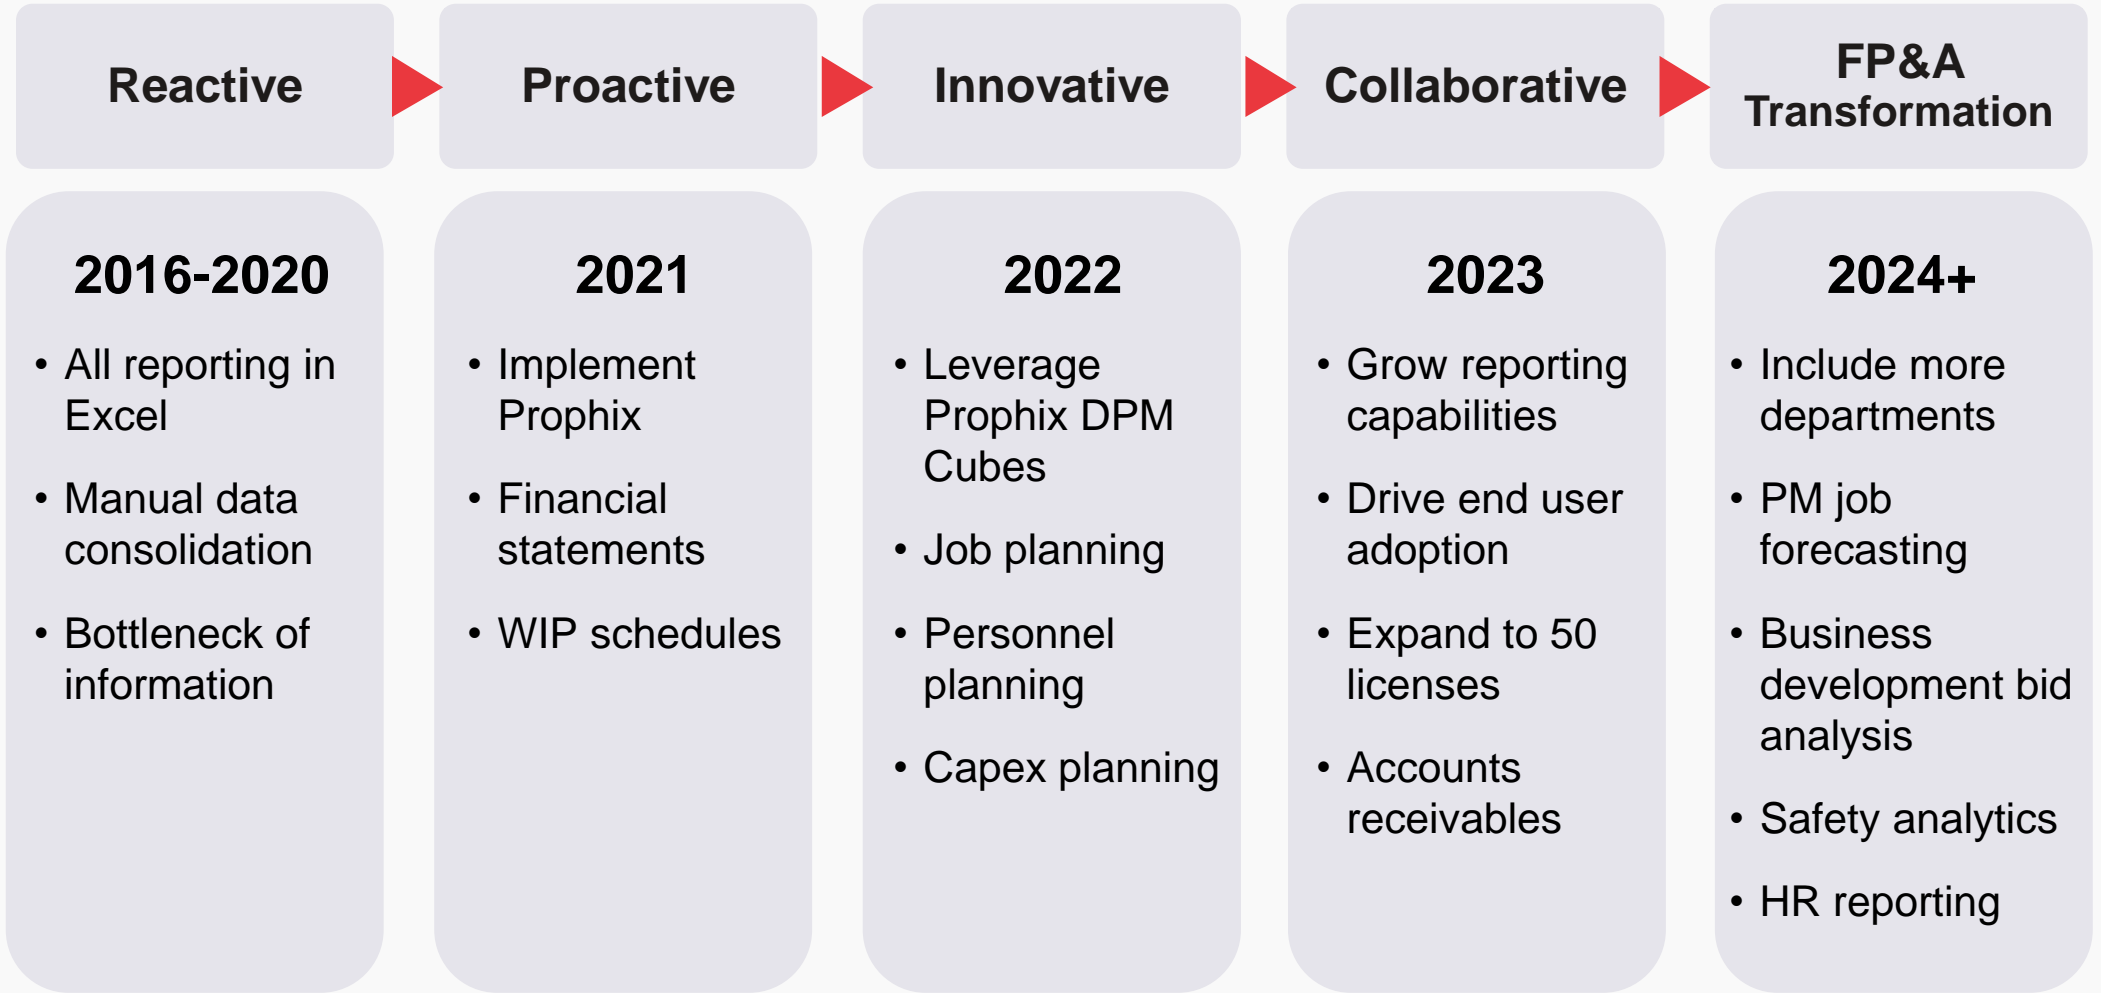 Reactive
Proactive
Innovative
Collaborative
FP&A
Transformation
2016-2020
• All reporting in
Excel
• Manual data
consolidation
• Bottleneck of
information
2021
• Implement
Prophix
• Financial
statements
• WIP schedules
2022
• Leverage
Prophix DPM
Cubes
• Job planning
• Personnel
planning
• Capex planning
2023
• Grow reporting
capabilities
• Drive end user
adoption
• Expand to 50
licenses
• Accounts
receivables
2024+
• Include more
departments
• PM job
forecasting
• Business
development bid
analysis
• Safety analytics
• HR reporting